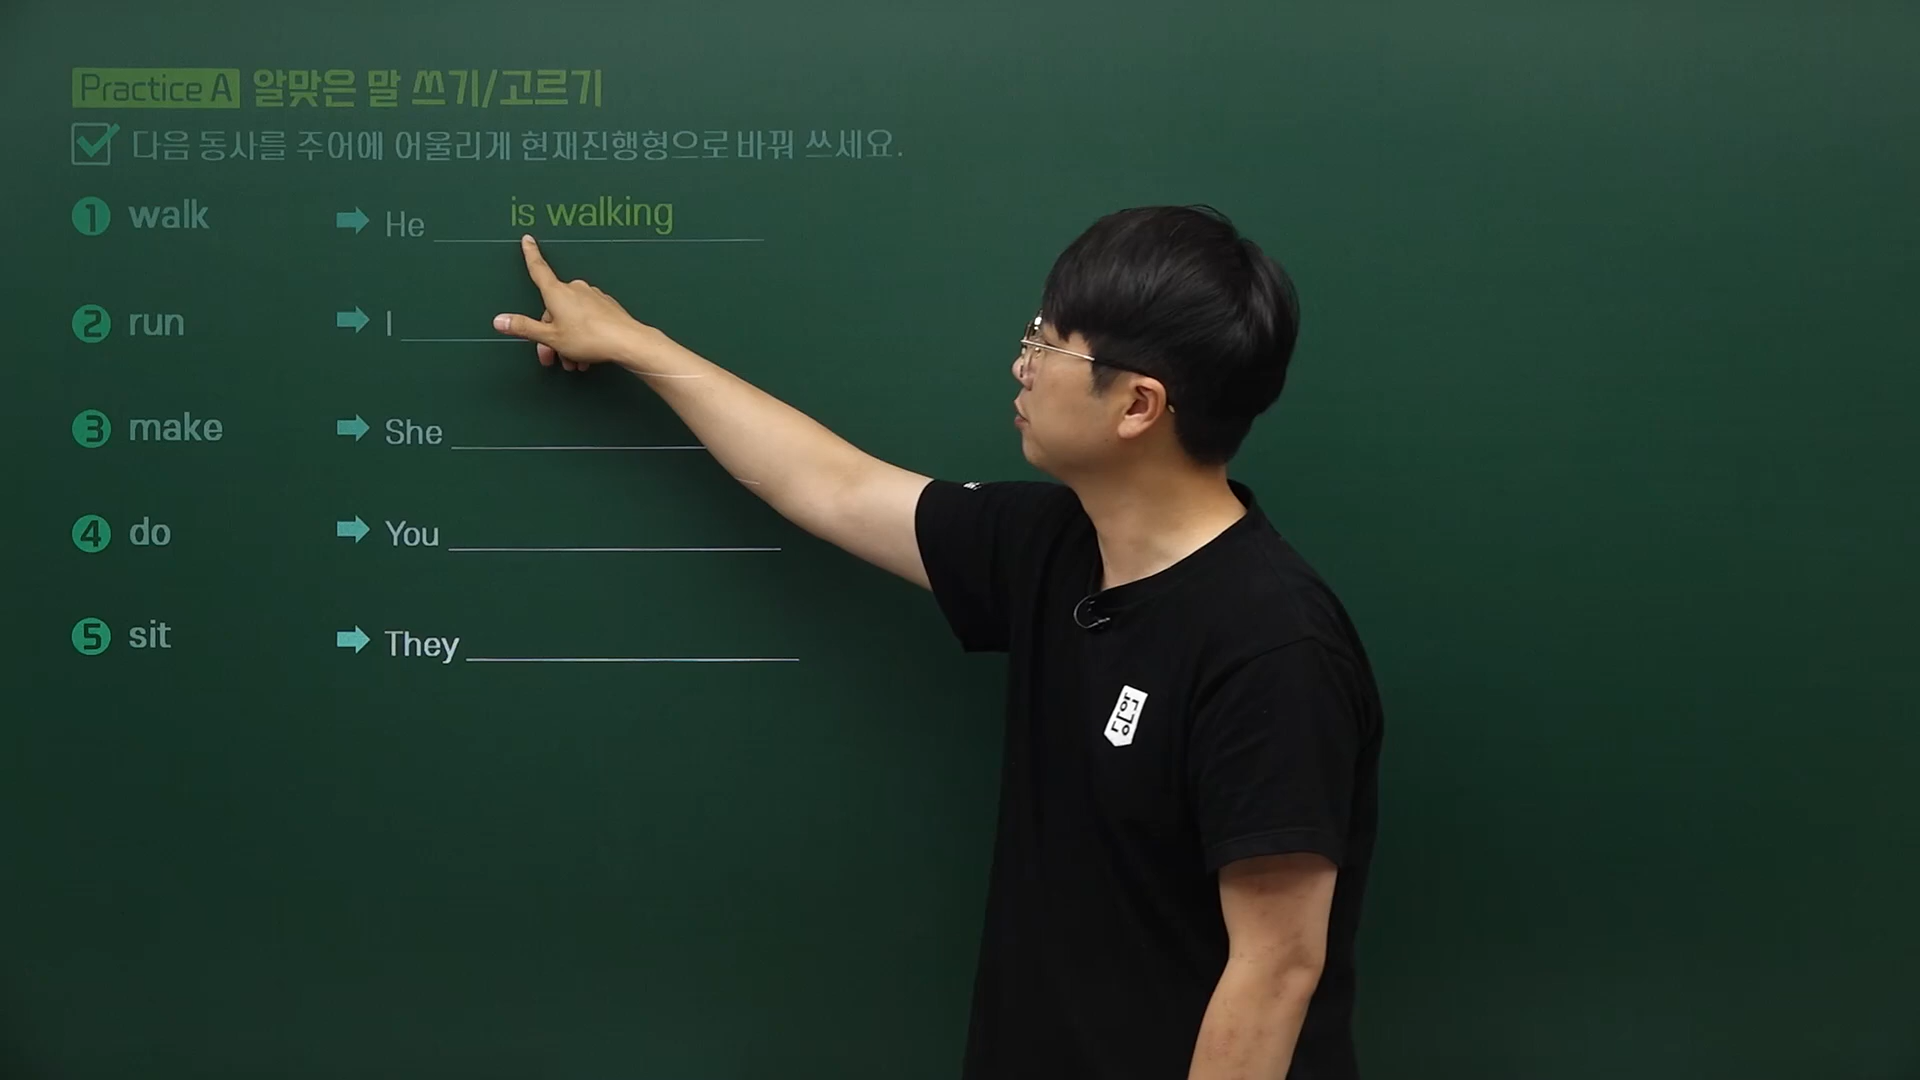 Practice A 알맞은 말 쓰기/고르기
다음 동사를 주어에 어울리게 현재진행형으로 바꿔 쓰세요.
1 walk He is walking
2 run I
3 make She
4 do You
5 sit They